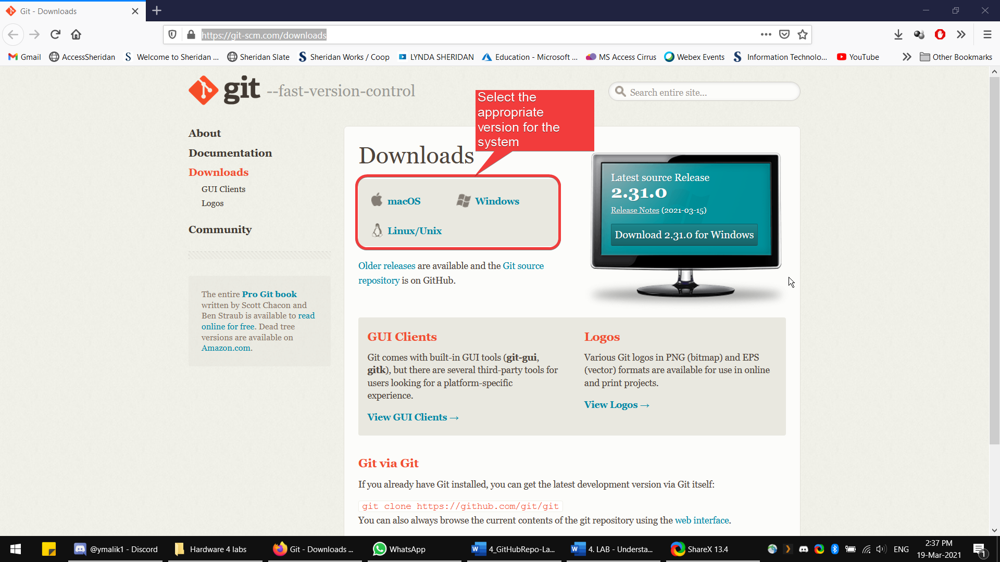 Git - Downloads
https://git-scm.com/downloads
Gmail
AccessSheridan
Welcome to Sheridan ...
Sheridan Slate
Sheridan Works / Coop
LYNDA SHERIDAN
Education - Microsoft ...
MS Access Cirrus
Webex Events
Information Technolo...
YouTube
Other Bookmarks
git --fast-version-control
Search entire site...
Select the
appropriate
version for the
system
About
Documentation
Downloads
GUI Clients
Logos
Community
The entire Pro Git book
written by Scott Chacon and
Ben Straub is available to read
online for free. Dead tree
versions are available on
Amazon.com.
Downloads
macOS
Windows
Linux/Unix
Older releases are available and the Git source
repository is on GitHub.
Latest source Release
2.31.0
Release Notes (2021-03-15)
Download 2.31.0 for Windows
GUI Clients
Git comes with built-in GUI tools (git-gui,
gitk), but there are several third-party tools for
users looking for a platform-specific
experience.
View GUI Clients →
Logos
Various Git logos in PNG (bitmap) and EPS
(vector) formats are available for use in online
and print projects.
View Logos →
Git via Git
If you already have Git installed, you can get the latest development version via Git itself:
git clone https://github.com/git/git
You can also always browse the current contents of the git repository using the web interface.
@ymalik1 - Discord
Hardware 4 labs
Git - Downloads ...
WhatsApp
4_GitHubRepo-La...
4. LAB - Understa...
ShareX 13.4
ENG
2:37 PM
19-Mar-2021
1